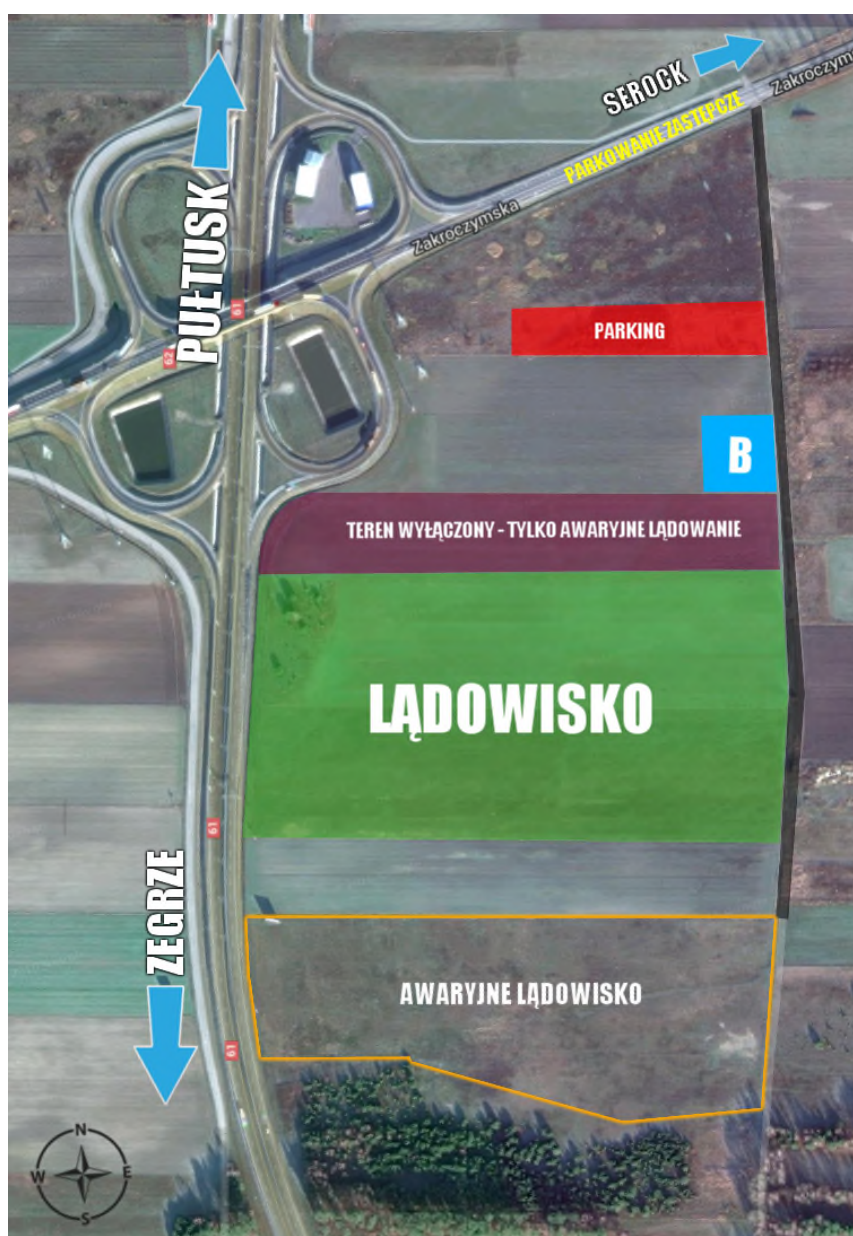 SEROCK
Zakroczyms
PARKOWANIE ZASTĘPCZE
PUŁTUSK
Zakroczymska
61
62
PARKING
B
TEREN WYŁĄCZONY - TYLKO AWARYJNE LĄDOWANIE
LĄDOWISKO
61
ZEGRZE
AWARYJNE LĄDOWISKO
61
N
W E
S